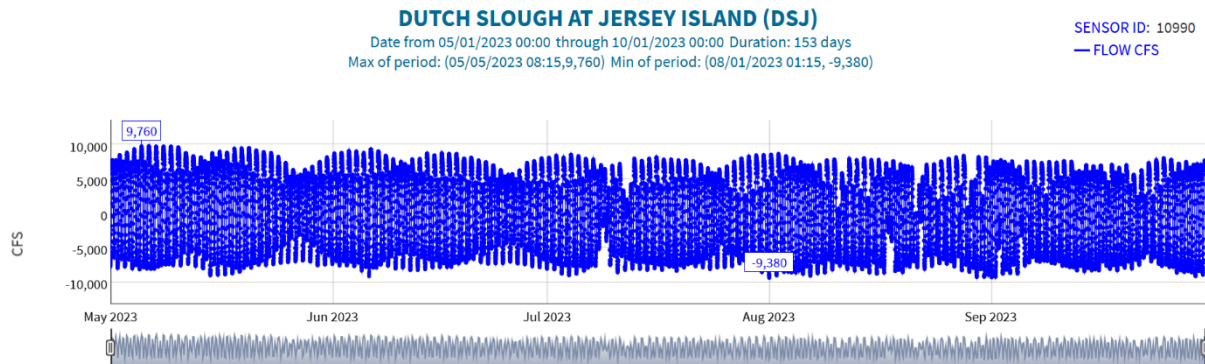 DUTCH SLOUGH AT JERSEY ISLAND (DSJ)
Date from 05/01/2023 00:00 through 10/01/2023 00:00 Duration: 153 days
Max of period: (05/05/2023 08:15,9,760) Min of period: (08/01/2023 01:15, -9,380)
SENSOR ID: 10990
FLOW CFS
9,760
10,000
5,000
0
-5,000
-10,000
CFS
-9,380
May 2023
Jun 2023
Jul 2023
Aug 2023
Sep 2023